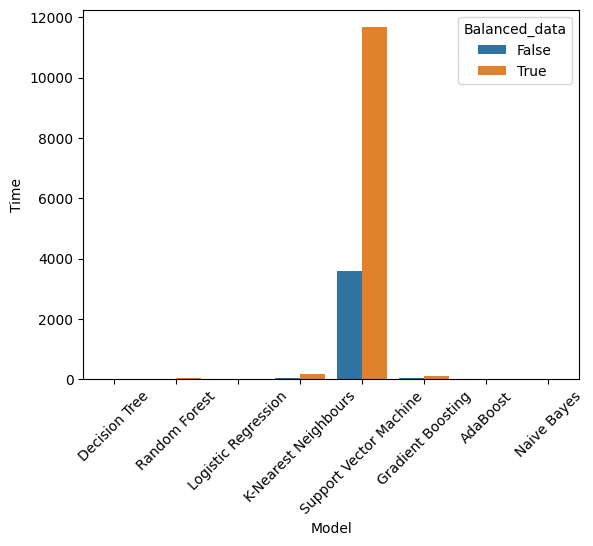 12000
10000
8000
6000
4000
2000
0
Time
Balanced_data
False
True
Decision Tree
Random Forest
Logistic Regression
K-Nearest Neighbours
Support Vector Machine
Gradient Boosting
AdaBoost
Naive Bayes
Model